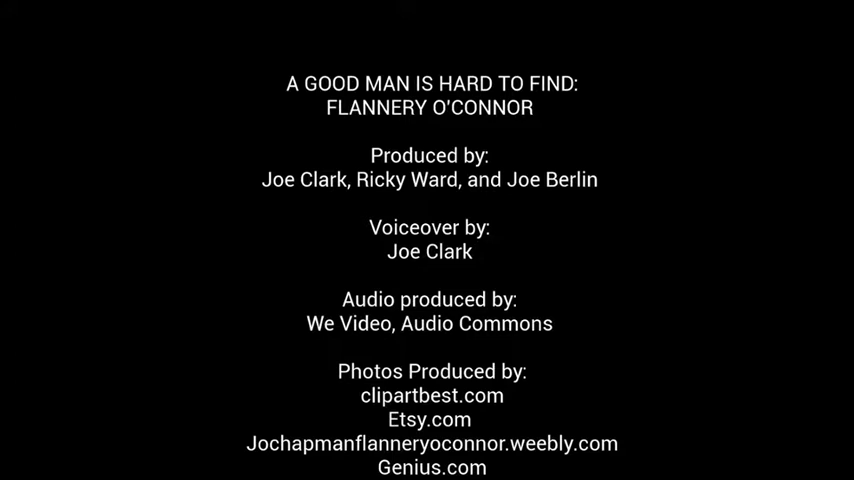 A GOOD MAN IS HARD TO FIND:
FLANNERY O'CONNOR
Produced by:
Joe Clark, Ricky Ward, and Joe Berlin
Voiceover by:
Joe Clark
Audio produced by:
We Video, Audio Commons
Photos Produced by:
clipartbest.com
Etsy.com
Jochapmanflanneryoconnor.weebly.com
Genius.com